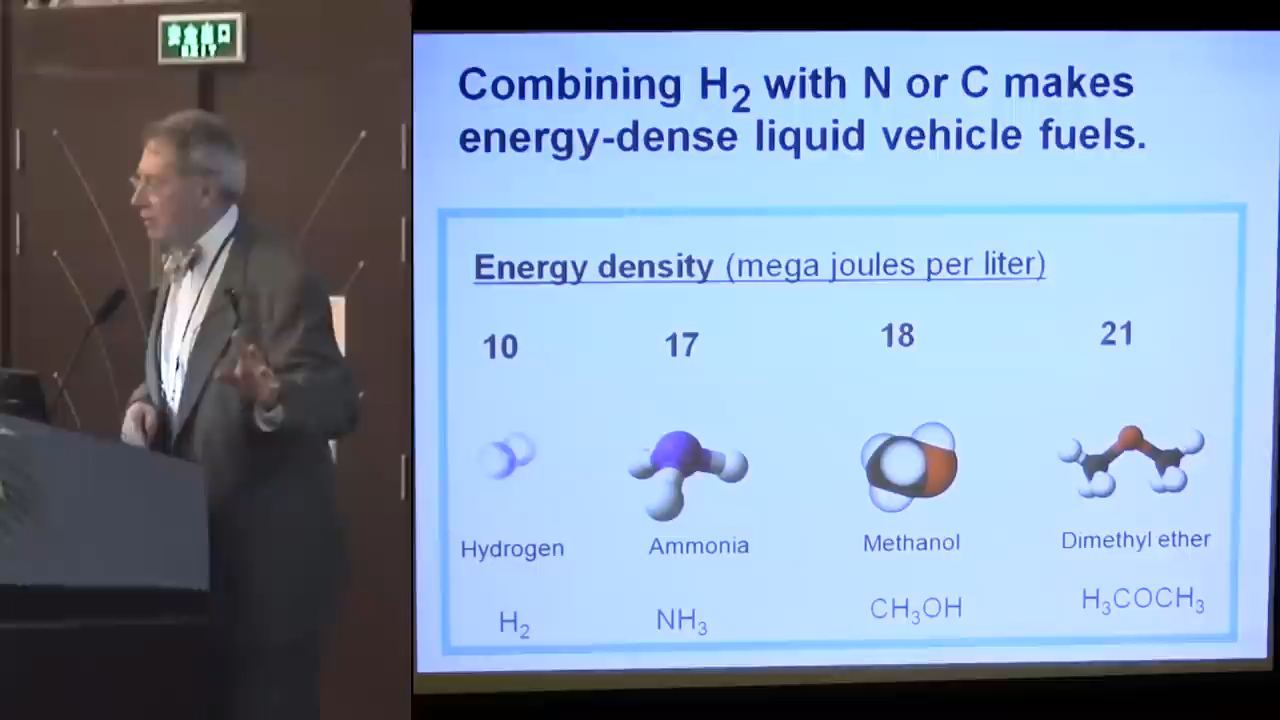 EXIT
Combining H₂ with N or C makes
energy-dense liquid vehicle fuels.
Energy density (mega joules per liter)
10 17 18 21
Hydrogen Ammonia Methanol Dimethyl ether
H₂ NH₃ CH₃OH H₃COCH₃